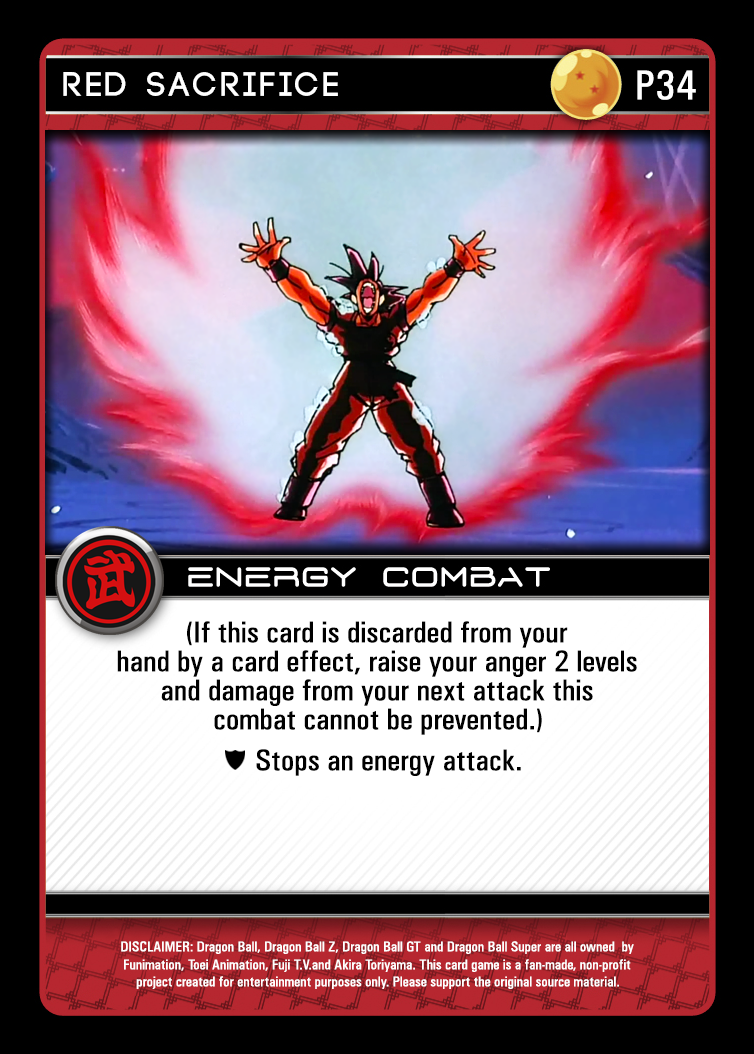 RED SACRIFICE
P34
武
ENERGY COMBAT
(If this card is discarded from your
hand by a card effect, raise your anger 2 levels
and damage from your next attack this
combat cannot be prevented.)
Stops an energy attack.
DISCLAIMER: Dragon Ball, Dragon Ball Z, Dragon Ball GT and Dragon Ball Super are all owned by
Funimation, Toei Animation, Fuji T.V.and Akira Toriyama. This card game is a fan-made, non-profit
project created for entertainment purposes only. Please support the original source material.